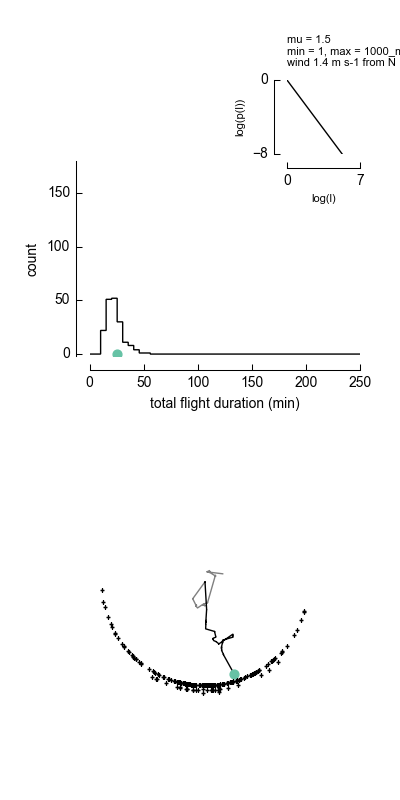 mu = 1.5
min = 1, max = 1000_m
wind 1.4 m s-1 from N
0
log(p(l))
−8
0 7
log(l)
150
100
count
50
0
0 50 100 150 200 250
total flight duration (min)